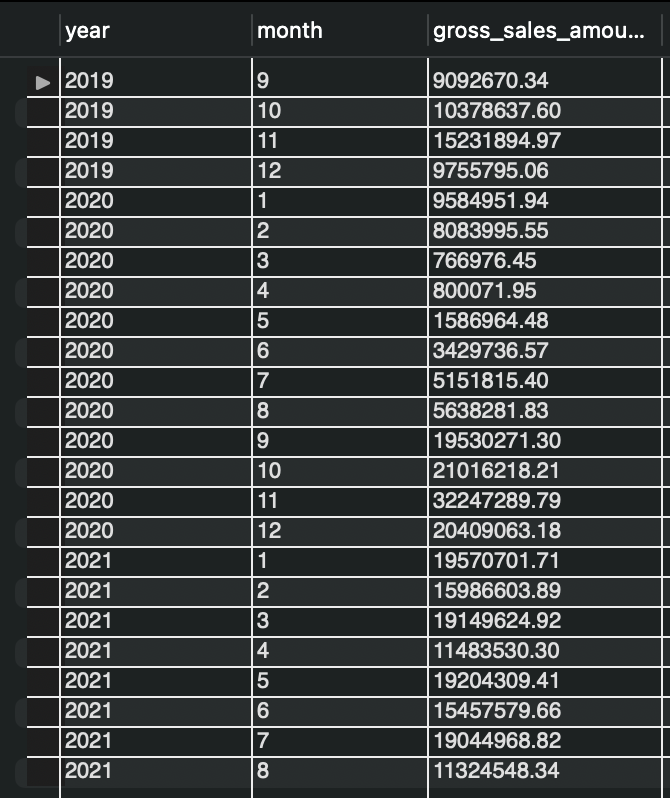 year month gross_sales_amou...
2019 9 9092670.34
2019 10 10378637.60
2019 11 15231894.97
2019 12 9755795.06
2020 1 9584951.94
2020 2 8083995.55
2020 3 766976.45
2020 4 800071.95
2020 5 1586964.48
2020 6 3429736.57
2020 7 5151815.40
2020 8 5638281.83
2020 9 19530271.30
2020 10 21016218.21
2020 11 32247289.79
2020 12 20409063.18
2021 1 19570701.71
2021 2 15986603.89
2021 3 19149624.92
2021 4 11483530.30
2021 5 19204309.41
2021 6 15457579.66
2021 7 19044968.82
2021 8 11324548.34